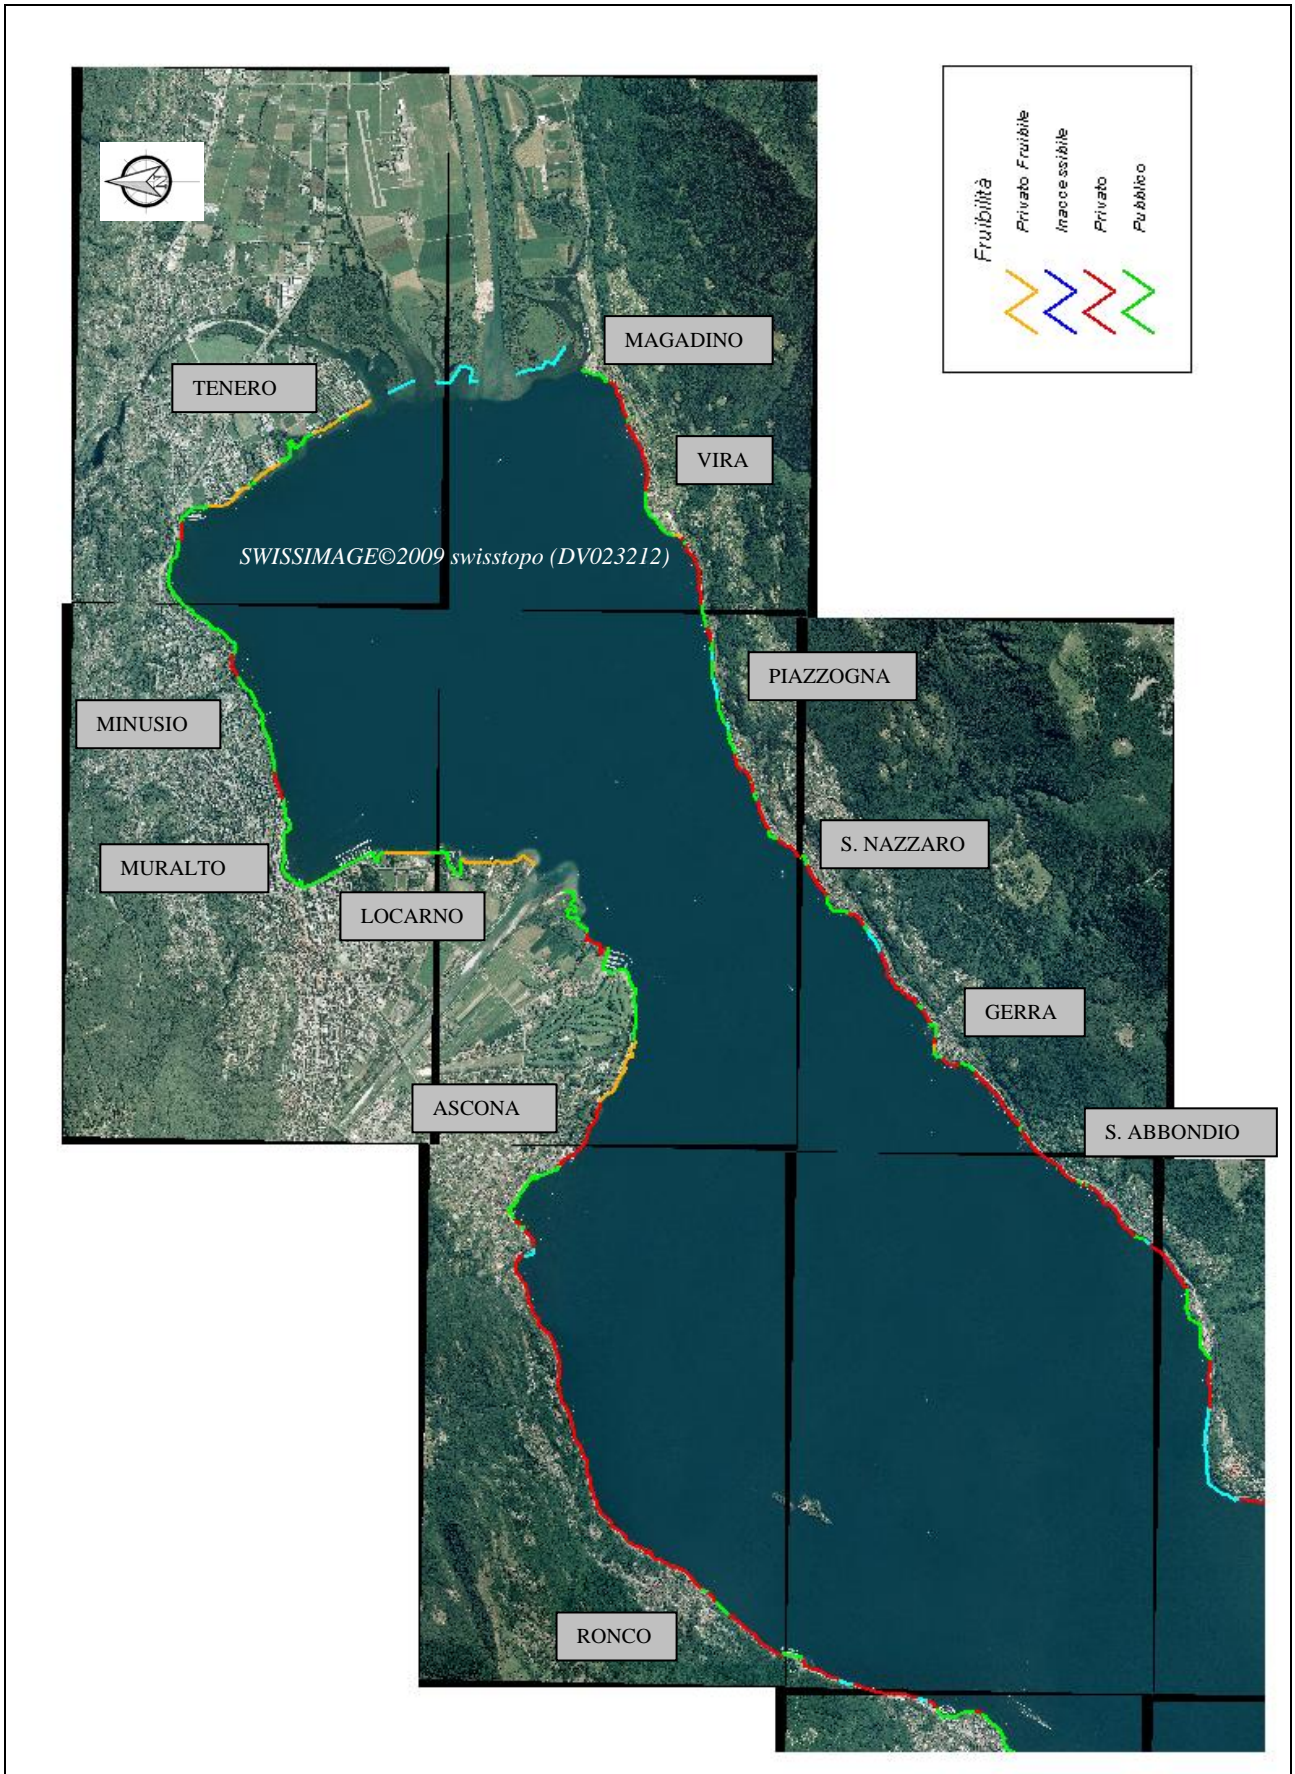 Fruibilità
Privato Fruibile
Inaccessibile
Privato
Pubblico
MAGADINO
TENERO
VIRA
SWISSIMAGE©2009 swisstopo (DV023212)
PIAZZOGNA
MINUSIO
S. NAZZARO
MURALTO
LOCARNO
GERRA
ASCONA
S. ABBONDIO
RONCO